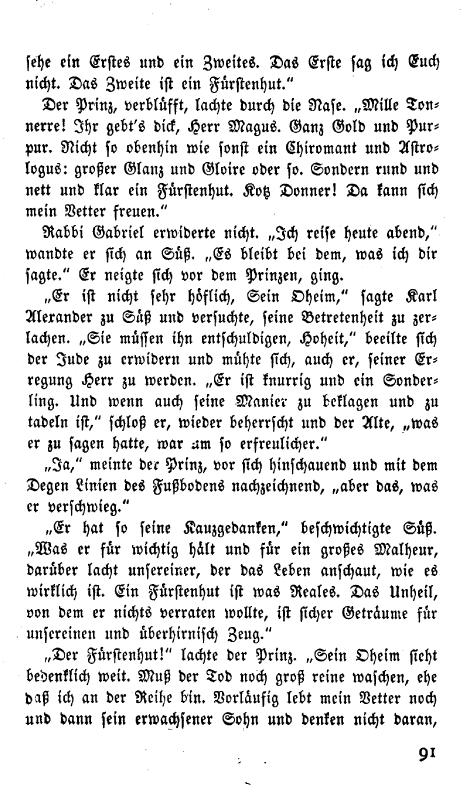 sehe ein Erstes und ein Zweites. Das Erste sag ich Euch
nicht. Das Zweite ist ein Fürstenhut.“
Der Prinz, verblüfft, lachte durch die Nase. „Mille Ton-
nerre! Ihr gebt's dick, Herr Magus. Ganz Gold und Pur-
pur. Nicht so obenhin wie sonst ein Chiromant und Astro-
logus: großer Glanz und Gloire oder so. Sondern rund und
nett und klar ein Fürstenhut. Kotz Donner! Da kann sich
mein Vetter freuen.“
Rabbi Gabriel erwiderte nicht. „Ich reise heute abend,“
wandte er sich an Süß. „Es bleibt bei dem, was ich dir
sagte.“ Er neigte sich vor dem Prinzen, ging.
„Er ist nicht sehr höflich, Sein Oheim,“ sagte Karl
Alexander zu Süß und versuchte, seine Betretenheit zu zer-
lachen. „Sie müssen ihn entschuldigen, Hoheit,“ beeilte sich
der Jude zu erwidern und mühte sich, auch er, seiner Er-
regung Herr zu werden. „Er ist knurrig und ein Sonder-
ling. Und wenn auch seine Manier zu beklagen und zu
tadeln ist,“ schloß er, wieder beherrscht und der Alte, „was
er zu sagen hatte, war um so erfreulicher.“
„Ja,“ meinte der Prinz, vor sich hinschauend und mit dem
Degen Linien des Fußbodens nachzeichnend, „aber das, was
er verschwieg.“
„Er hat so seine Kauzgedanken,“ beschwichtigte Süß.
„Was er für wichtig hält und für ein großes Malheur,
darüber lacht unsereiner, der das Leben anschaut, wie es
wirklich ist. Ein Fürstenhut ist was Reales. Das Unheil,
von dem er nichts verraten wollte, ist sicher Geträume für
unsereinen und überhirnisch Zeug.“
„Der Fürstenhut!“ lachte der Prinz. „Sein Oheim sieht
bedenklich weit. Muß der Tod noch groß reine waschen, ehe
daß ich an der Reihe bin. Vorläufig lebt mein Vetter noch
und dann sein erwachsener Sohn und denken nicht daran,
91